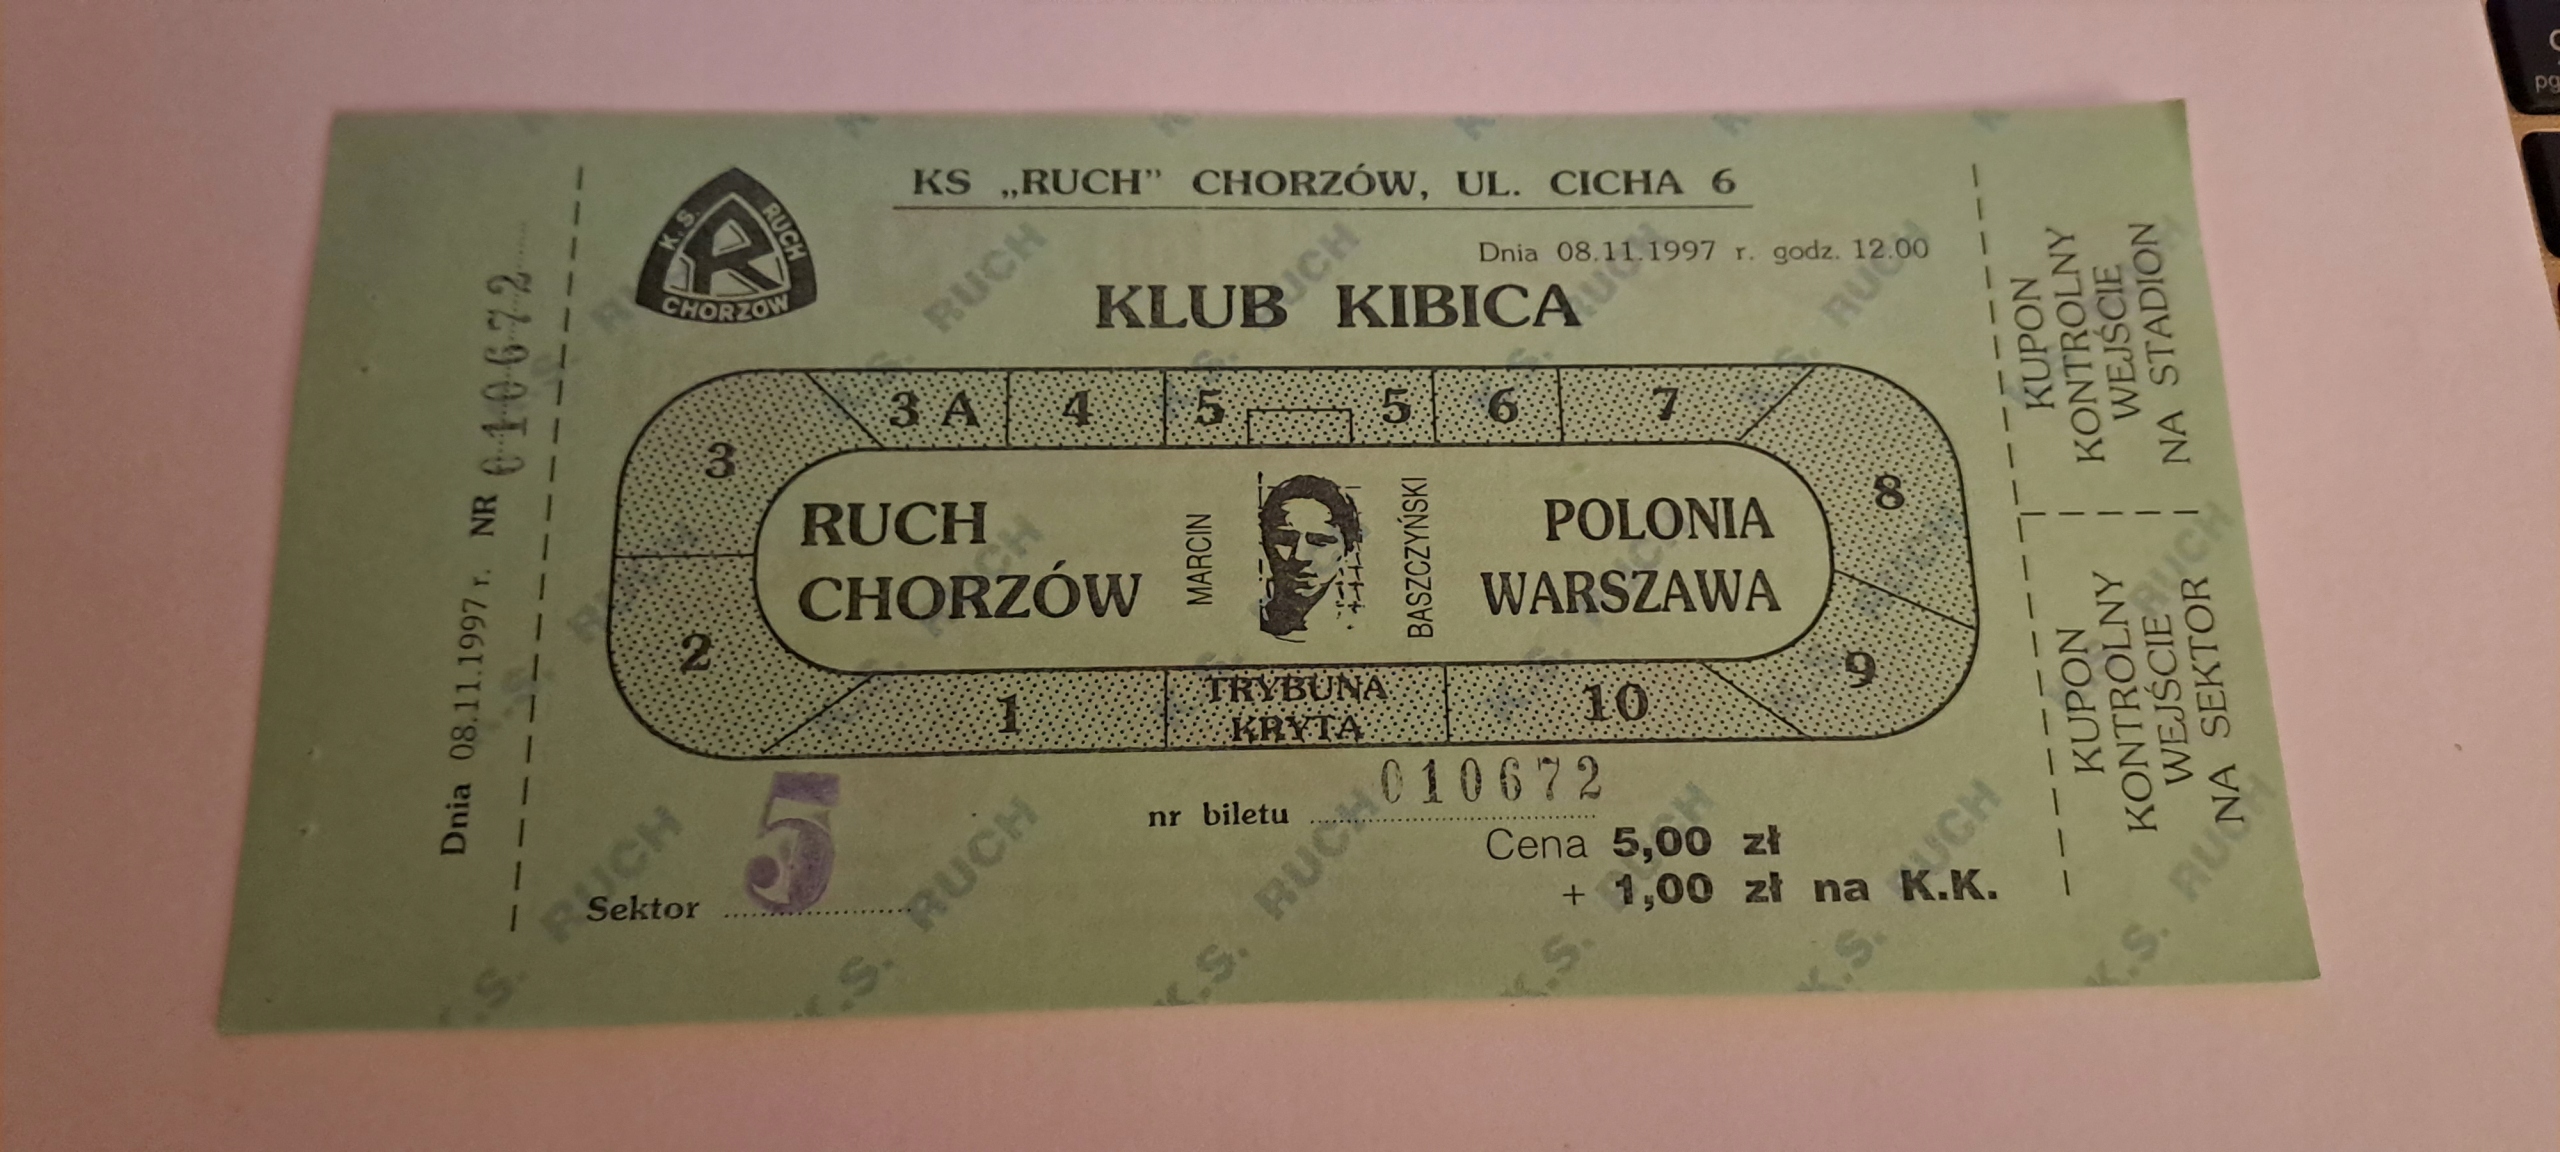 Dnia 08.11.1997 r. NR 010672
K.S. RUCH
R
CHORZÓW
KS „RUCH” CHORZÓW, UL. CICHA 6
Dnia 08.11.1997 r. godz. 12.00
KLUB KIBICA
3 A 4 5 5 6 7
3 8
RUCH
CHORZÓW
MARCIN
BASZCZYŃSKI
POLONIA
WARSZAWA
2 9
1 TRYBUNA
KRYTA 10
nr biletu 010672
Sektor 5
Cena 5,00 zł
+ 1,00 zł na K.K.
KUPON
KONTROLNY
WEJŚCIE
NA STADION
KUPON
KONTROLNY
WEJŚCIE
NA SEKTOR
K.S. RUCH
pg